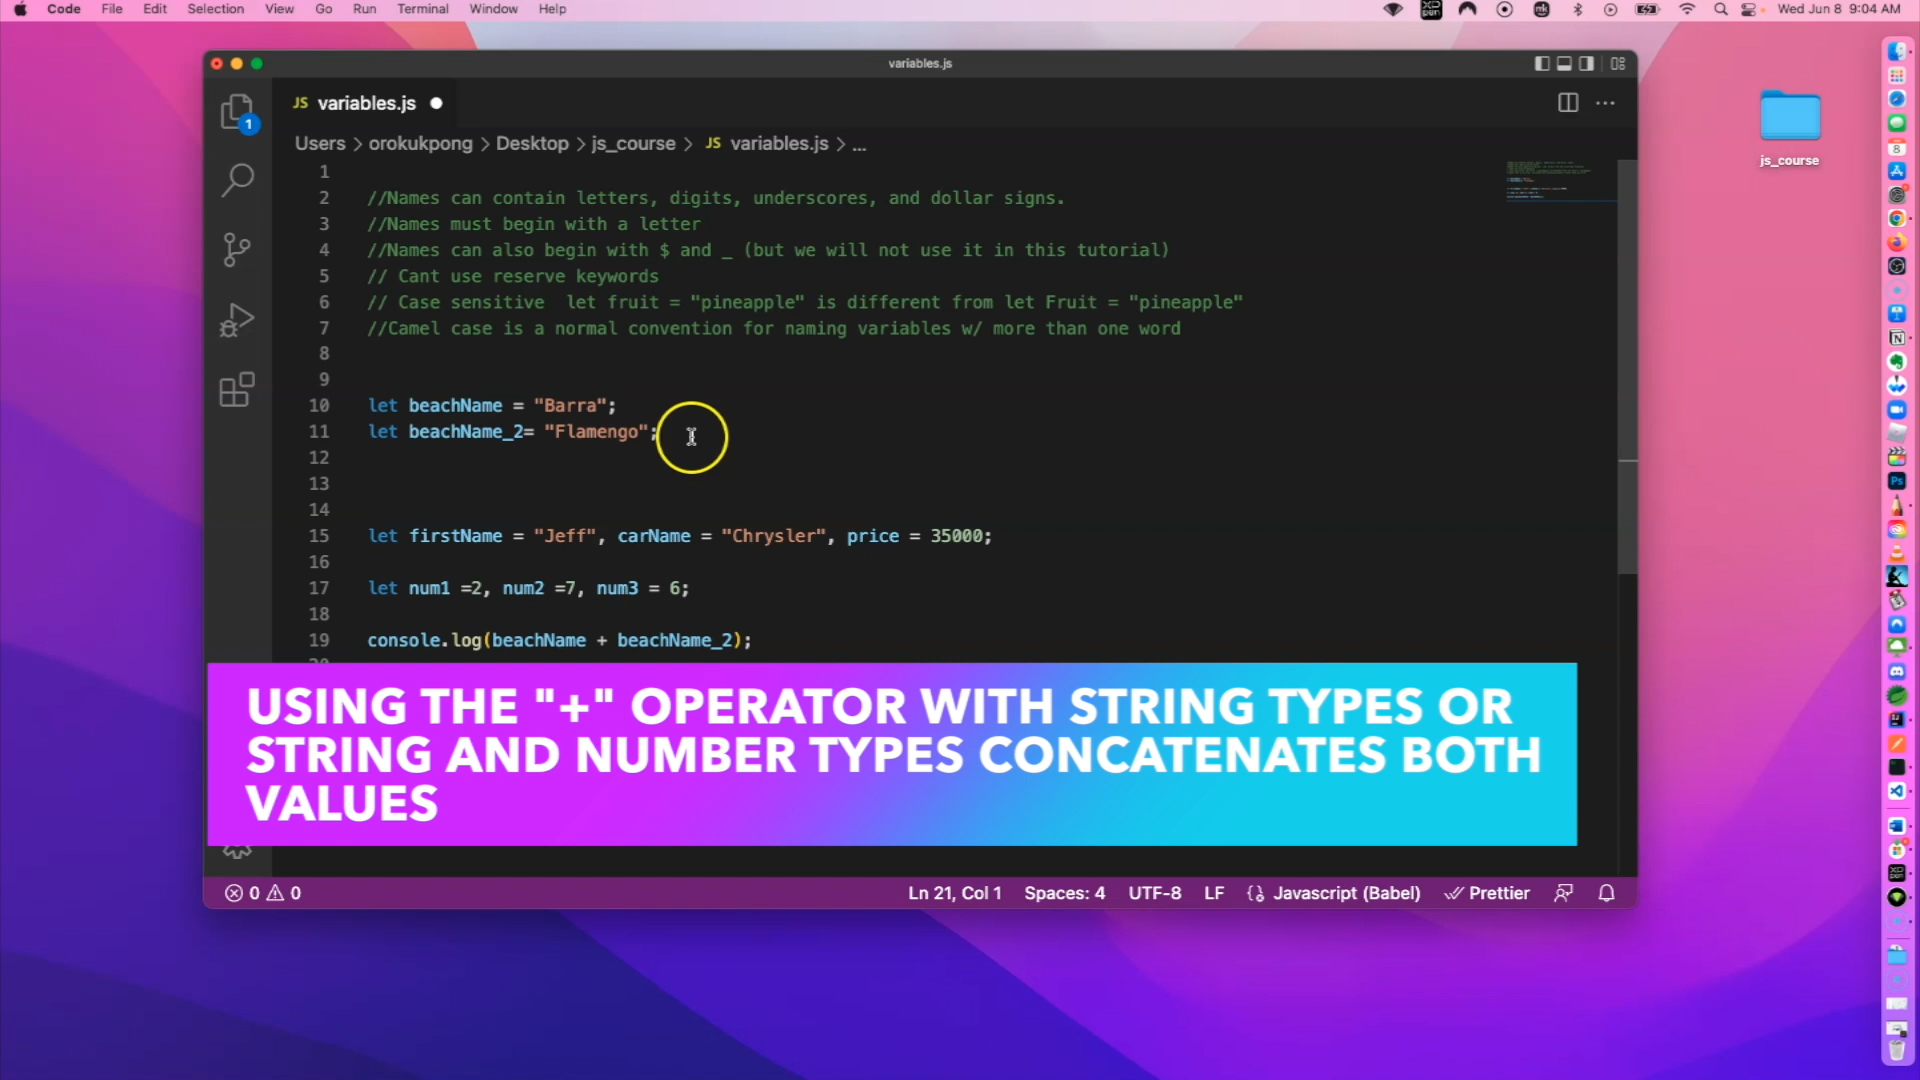 Code File Edit Selection View Go Run Terminal Window Help Wed Jun 8 9:04 AM
variables.js
JS variables.js
1
Users > orokukpong > Desktop > js_course > JS variables.js > ...
1
2 //Names can contain letters, digits, underscores, and dollar signs.
3 //Names must begin with a letter
4 //Names can also begin with $ and _ (but we will not use it in this tutorial)
5 // Cant use reserve keywords
6 // Case sensitive  let fruit = "pineapple" is different from let Fruit = "pineapple"
7 //Camel case is a normal convention for naming variables w/ more than one word
8
9
10 let beachName = "Barra";
11 let beachName_2= "Flamengo";
12
13
14
15 let firstName = "Jeff", carName = "Chrysler", price = 35000;
16
17 let num1 =2, num2 =7, num3 = 6;
18
19 console.log(beachName + beachName_2);
USING THE "+" OPERATOR WITH STRING TYPES OR
STRING AND NUMBER TYPES CONCATENATES BOTH
VALUES
0 0 Ln 21, Col 1 Spaces: 4 UTF-8 LF Javascript (Babel) Prettier
js_course